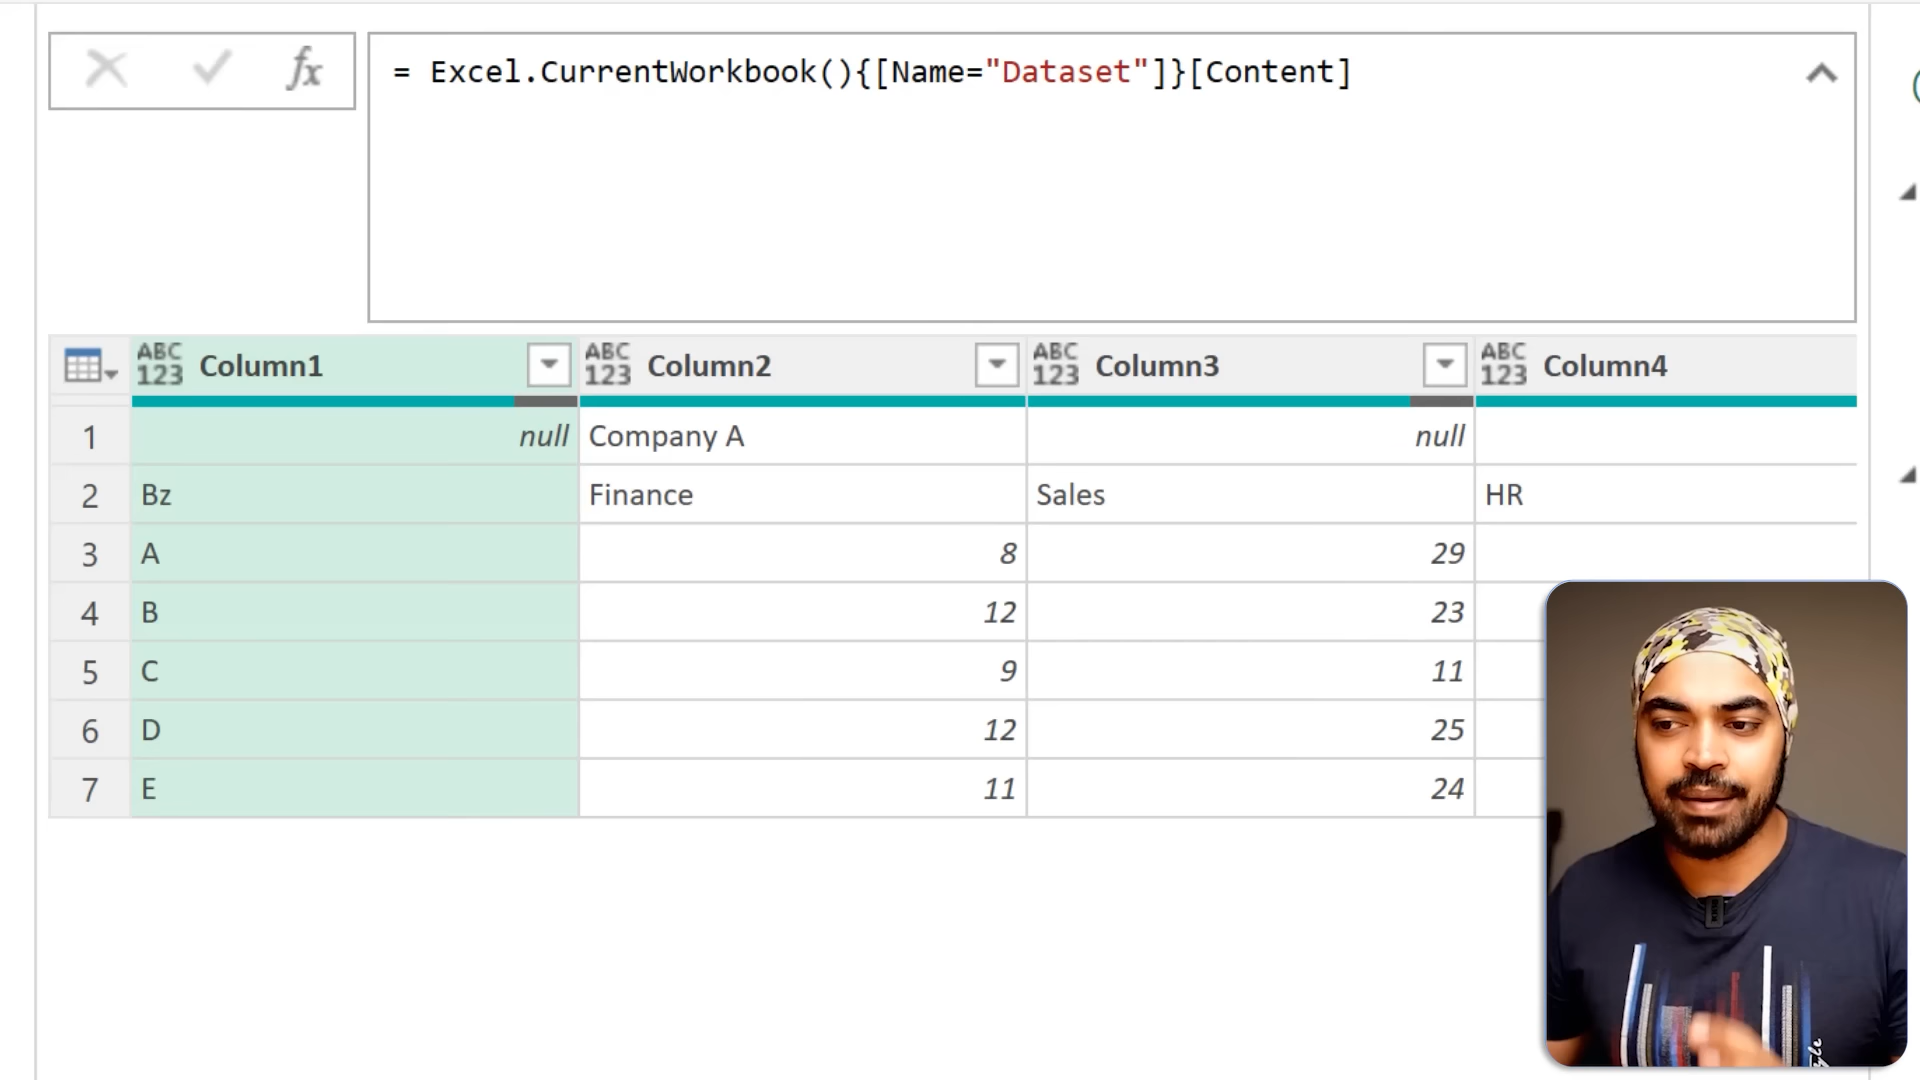 fx
= Excel.CurrentWorkbook(){[Name="Dataset"]}[Content]
ABC 123 Column1 ABC 123 Column2 ABC 123 Column3 ABC 123 Column4
1 null Company A null
2 Bz Finance Sales HR
3 A 8 29
4 B 12 23
5 C 9 11
6 D 12 25
7 E 11 24